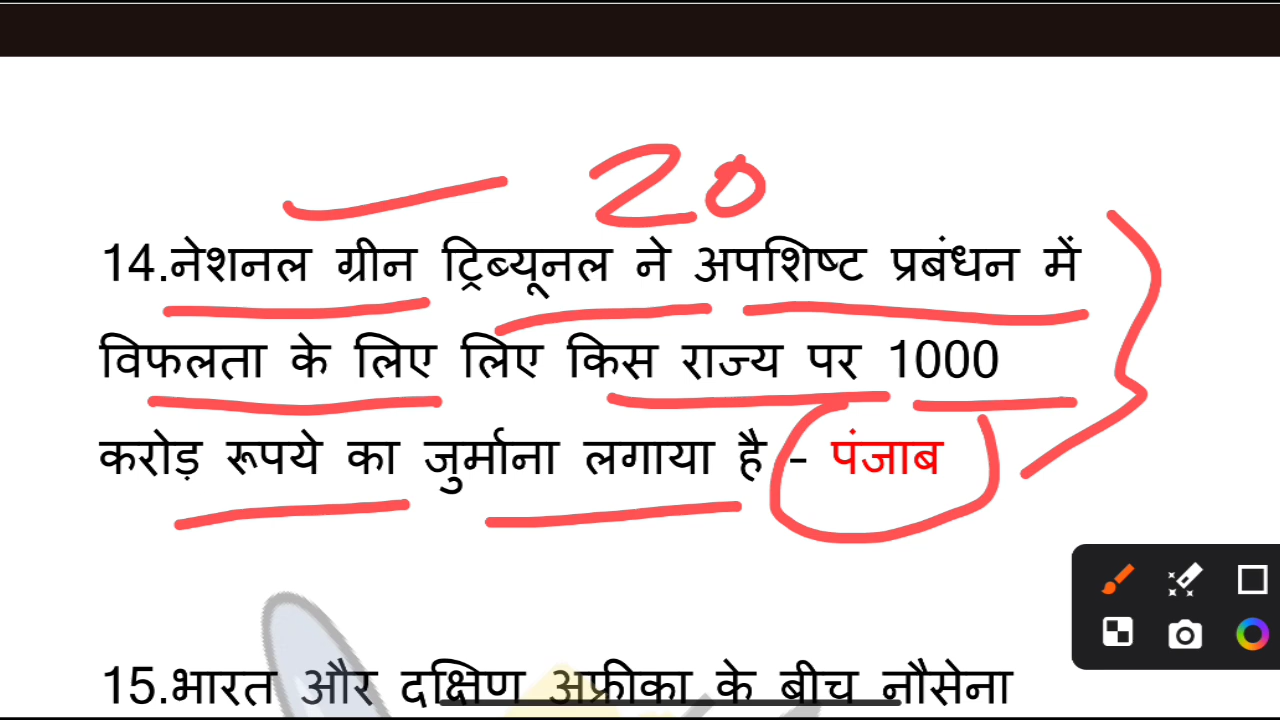 20
14.नेशनल ग्रीन ट्रिब्यूनल ने अपशिष्ट प्रबंधन में
विफलता के लिए लिए किस राज्य पर 1000
करोड़ रूपये का जुर्माना लगाया है - पंजाब
15.भारत और दक्षिण अफ्रीका के बीच नौसेना